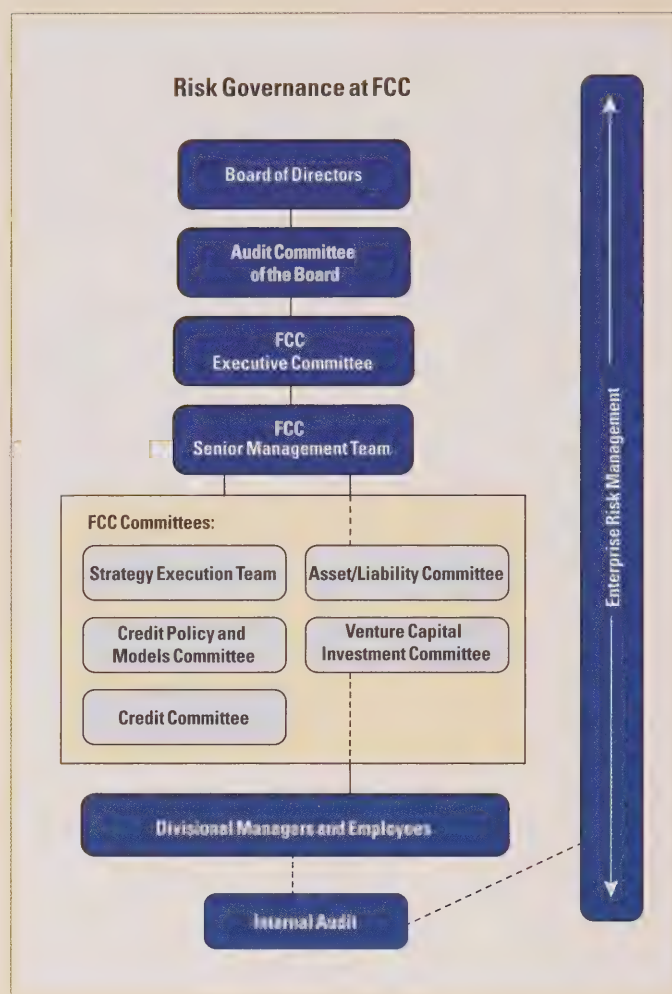 Risk Governance at FCC
Board of Directors
Audit Committee
of the Board
FCC
Executive Committee
FCC
Senior Management Team
FCC Committees:
Strategy Execution Team
Asset/Liability Committee
Credit Policy and
Models Committee
Venture Capital
Investment Committee
Credit Committee
Divisional Managers and Employees
Internal Audit
Enterprise Risk Management